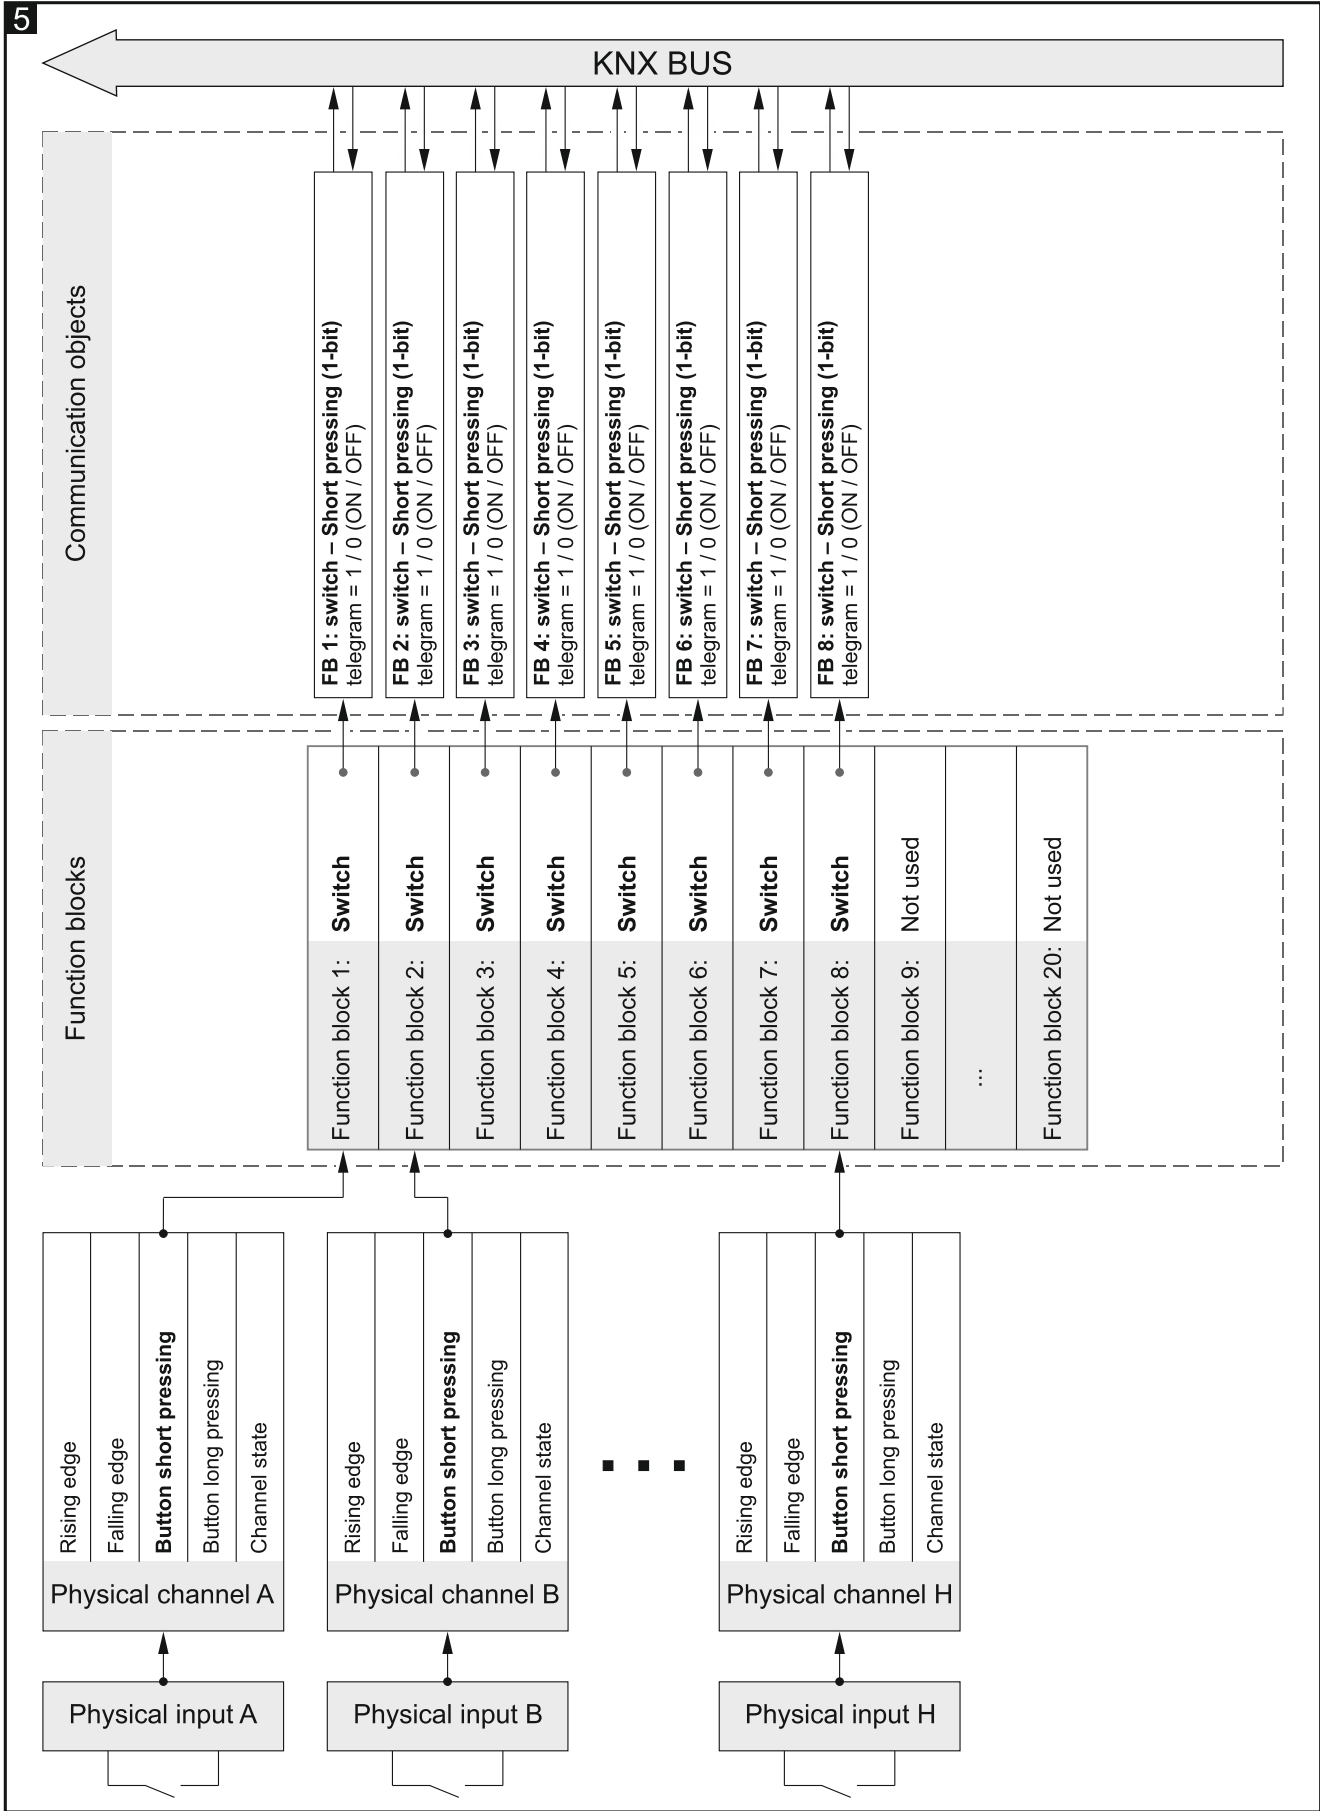 5
KNX BUS
Communication objects
FB 1: switch – Short pressing (1-bit)
telegram = 1 / 0 (ON / OFF)
FB 2: switch – Short pressing (1-bit)
telegram = 1 / 0 (ON / OFF)
FB 3: switch – Short pressing (1-bit)
telegram = 1 / 0 (ON / OFF)
FB 4: switch – Short pressing (1-bit)
telegram = 1 / 0 (ON / OFF)
FB 5: switch – Short pressing (1-bit)
telegram = 1 / 0 (ON / OFF)
FB 6: switch – Short pressing (1-bit)
telegram = 1 / 0 (ON / OFF)
FB 7: switch – Short pressing (1-bit)
telegram = 1 / 0 (ON / OFF)
FB 8: switch – Short pressing (1-bit)
telegram = 1 / 0 (ON / OFF)
Function blocks
Function block 1: Switch
Function block 2: Switch
Function block 3: Switch
Function block 4: Switch
Function block 5: Switch
Function block 6: Switch
Function block 7: Switch
Function block 8: Switch
Function block 9: Not used
...
Function block 20: Not used
Rising edge
Falling edge
Button short pressing
Button long pressing
Channel state
Physical channel A
Physical input A
Rising edge
Falling edge
Button short pressing
Button long pressing
Channel state
Physical channel B
Physical input B
Rising edge
Falling edge
Button short pressing
Button long pressing
Channel state
Physical channel H
Physical input H